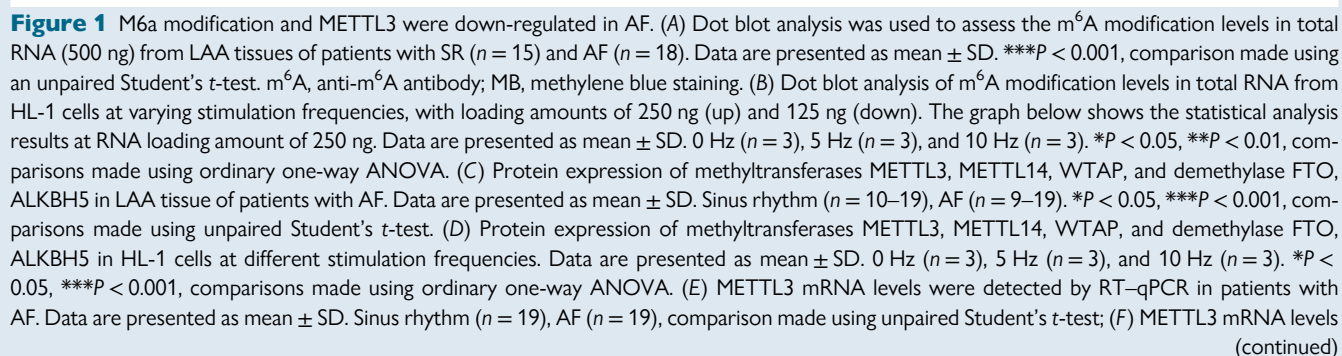 Figure 1 M6a modification and METTL3 were down-regulated in AF. (A) Dot blot analysis was used to assess the m⁶A modification levels in total
RNA (500 ng) from LAA tissues of patients with SR (n = 15) and AF (n = 18). Data are presented as mean ± SD. ***P < 0.001, comparison made using
an unpaired Student's t-test. m⁶A, anti-m⁶A antibody; MB, methylene blue staining. (B) Dot blot analysis of m⁶A modification levels in total RNA from
HL-1 cells at varying stimulation frequencies, with loading amounts of 250 ng (up) and 125 ng (down). The graph below shows the statistical analysis
results at RNA loading amount of 250 ng. Data are presented as mean ± SD. 0 Hz (n = 3), 5 Hz (n = 3), and 10 Hz (n = 3). *P < 0.05, **P < 0.01, com-
parisons made using ordinary one-way ANOVA. (C) Protein expression of methyltransferases METTL3, METTL14, WTAP, and demethylase FTO,
ALKBH5 in LAA tissue of patients with AF. Data are presented as mean ± SD. Sinus rhythm (n = 10–19), AF (n = 9–19). *P < 0.05, ***P < 0.001, com-
parisons made using unpaired Student's t-test. (D) Protein expression of methyltransferases METTL3, METTL14, WTAP, and demethylase FTO,
ALKBH5 in HL-1 cells at different stimulation frequencies. Data are presented as mean ± SD. 0 Hz (n = 3), 5 Hz (n = 3), and 10 Hz (n = 3). *P <
0.05, ***P < 0.001, comparisons made using ordinary one-way ANOVA. (E) METTL3 mRNA levels were detected by RT–qPCR in patients with
AF. Data are presented as mean ± SD. Sinus rhythm (n = 19), AF (n = 19), comparison made using unpaired Student's t-test; (F) METTL3 mRNA levels
(continued)